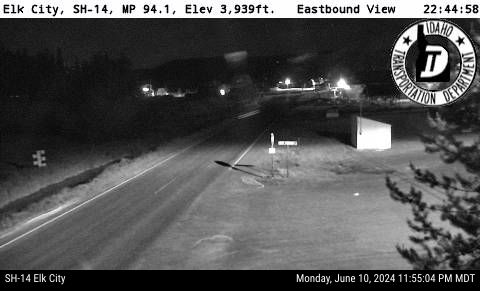 Elk City, SH-14, MP 94.1, Elev 3,939ft.   Eastbound View   22:44:58
IDAHO
TRANSPORTATION DEPARTMENT
SH-14 Elk City
Monday, June 10, 2024 11:55:04 PM MDT